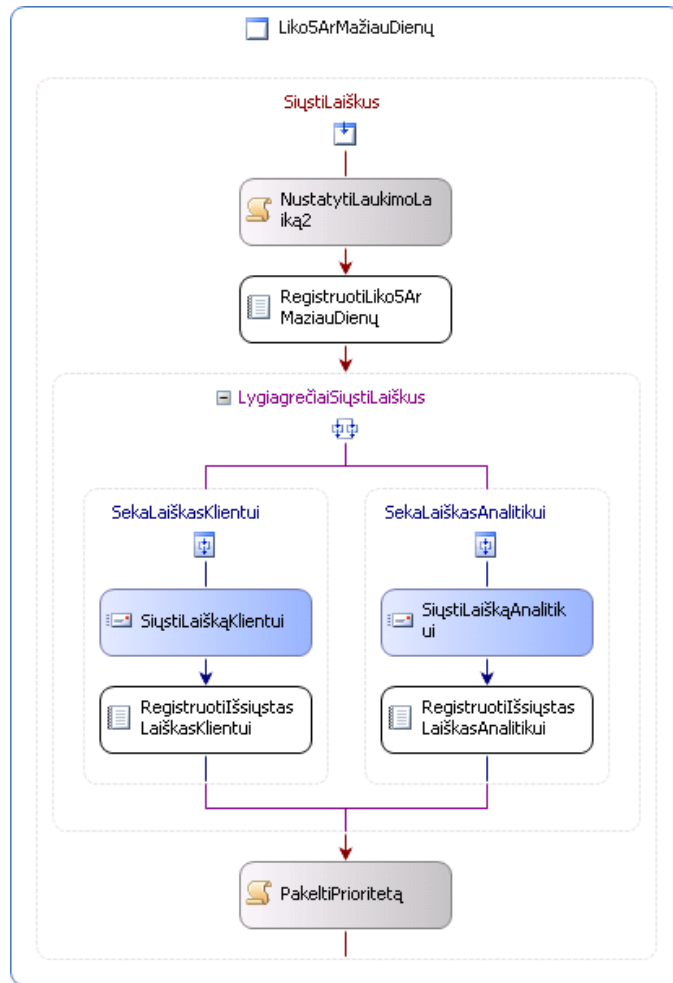 Liko5ArMažiauDienų
SiųstiLaiškus
NustatytiLaukimoLa
iką2
RegistruotiLiko5Ar
MaziauDienų
LygiagrečiaiSiųstiLaiškus
SekaLaiškasKlientui
SekaLaiškasAnalitikui
SiųstiLaiškąKlientui
SiųstiLaiškąAnalitik
ui
RegistruotiIšsiųstas
LaiškasKlientui
RegistruotiIšsiųstas
LaiškasAnalitikui
PakeltiPrioritetą